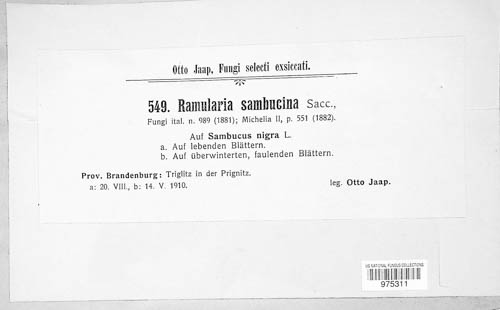 Otto Jaap, Fungi selecti exsiccati.
549. Ramularia sambucina Sacc.,
Fungi ital. n. 989 (1881); Michelia II, p. 551 (1882).
Auf Sambucus nigra L.
a. Auf lebenden Blättern.
b. Auf überwinterten, faulenden Blättern.
Prov. Brandenburg: Triglitz in der Prignitz.
a: 20. VIII., b: 14. V. 1910.
leg. Otto Jaap.
US NATIONAL FUNGUS COLLECTIONS
975311